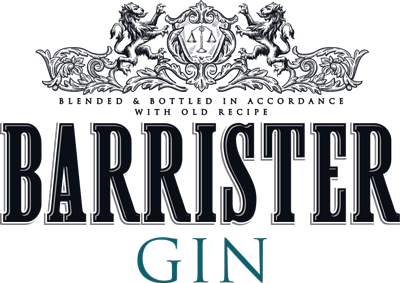 BLENDED & BOTTLED IN ACCORDANCE
WITH OLD RECIPE
BARRISTER
GIN